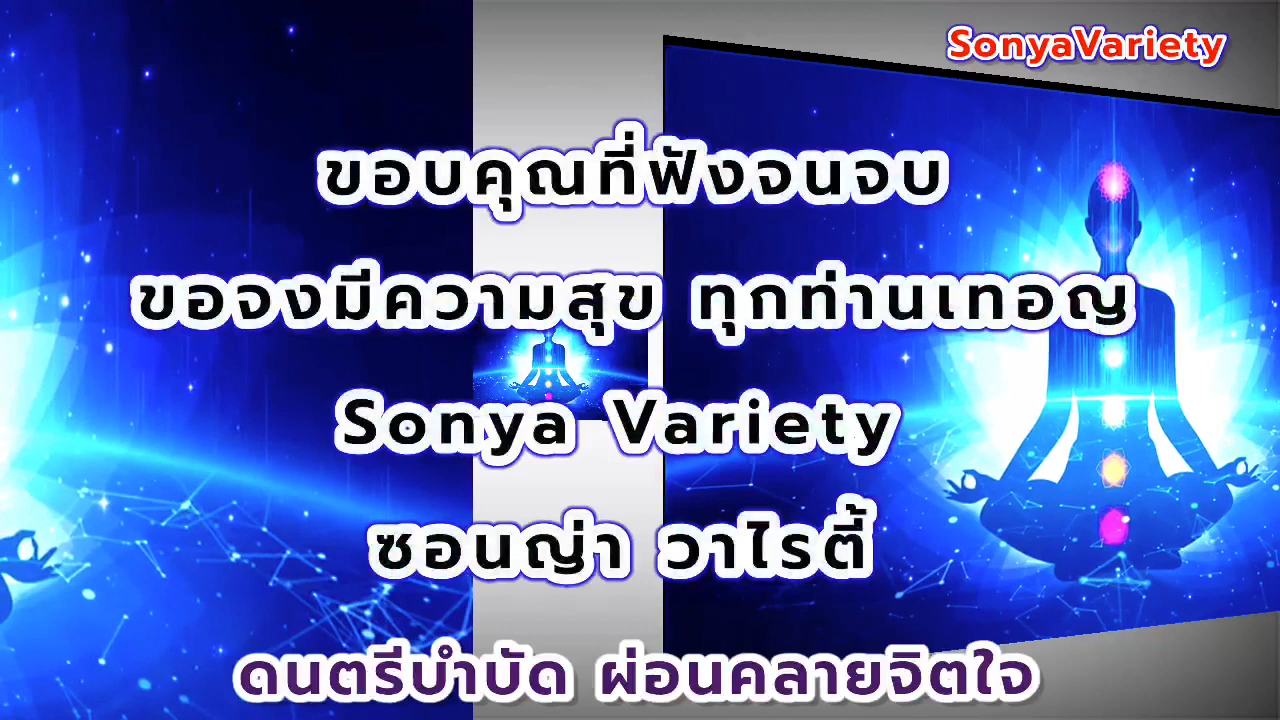 SonyaVariety
ขอบคุณที่ฟังจนจบ
ขอจงมีความสุข ทุกท่านเทอญ
Sonya Variety
ซอนญ่า วาไรตี้
ดนตรีบำบัด ผ่อนคลายจิตใจ